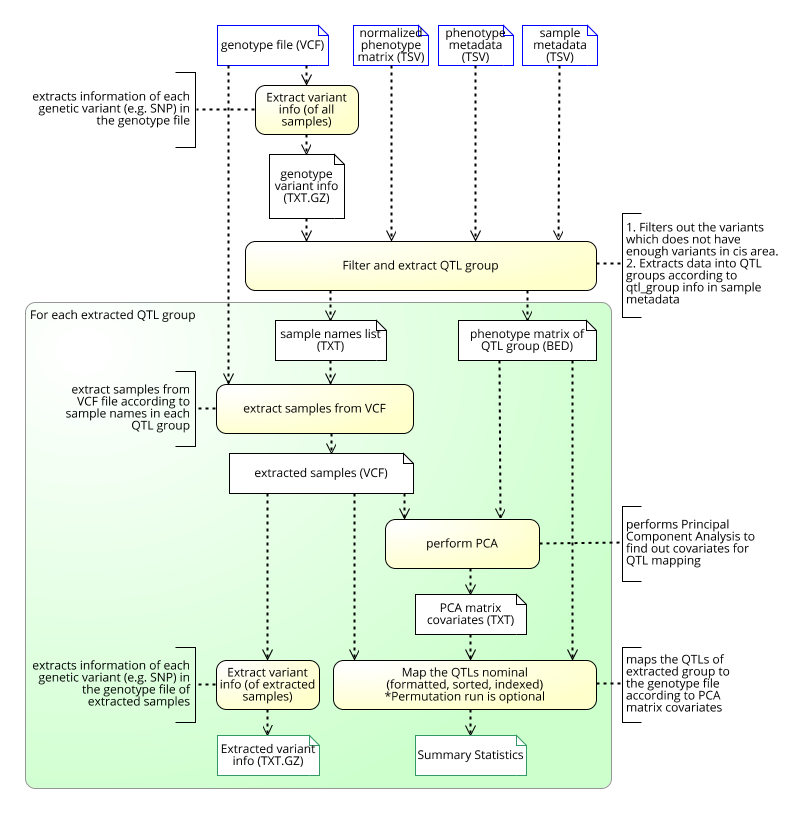 genotype file (VCF)
normalized
phenotype
matrix (TSV)
phenotype
metadata
(TSV)
sample
metadata
(TSV)
extracts information of each
genetic variant (e.g. SNP) in
the genotype file
Extract variant
info (of all
samples)
genotype
variant info
(TXT.GZ)
Filter and extract QTL group
1. Filters out the variants
which does not have
enough variants in cis area.
2. Extracts data into QTL
groups according to
qtl_group info in sample
metadata
For each extracted QTL group
sample names list
(TXT)
phenotype matrix of
QTL group (BED)
extract samples from
VCF file according to
sample names in each
QTL group
extract samples from VCF
extracted samples (VCF)
perform PCA
performs Principal
Component Analysis to
find out covariates for
QTL mapping
PCA matrix
covariates (TXT)
extracts information of each
genetic variant (e.g. SNP) in
the genotype file of
extracted samples
Extract variant
info (of extracted
samples)
Map the QTLs nominal
(formatted, sorted, indexed)
*Permutation run is optional
maps the QTLs of
extracted group to
the genotype file
according to PCA
matrix covariates
Extracted variant
info (TXT.GZ)
Summary Statistics